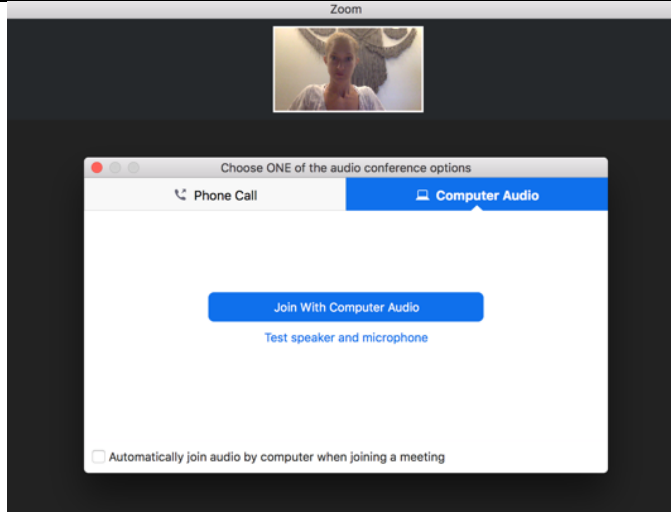 Zoom
Choose ONE of the audio conference options
Phone Call
Computer Audio
Join With Computer Audio
Test speaker and microphone
Automatically join audio by computer when joining a meeting